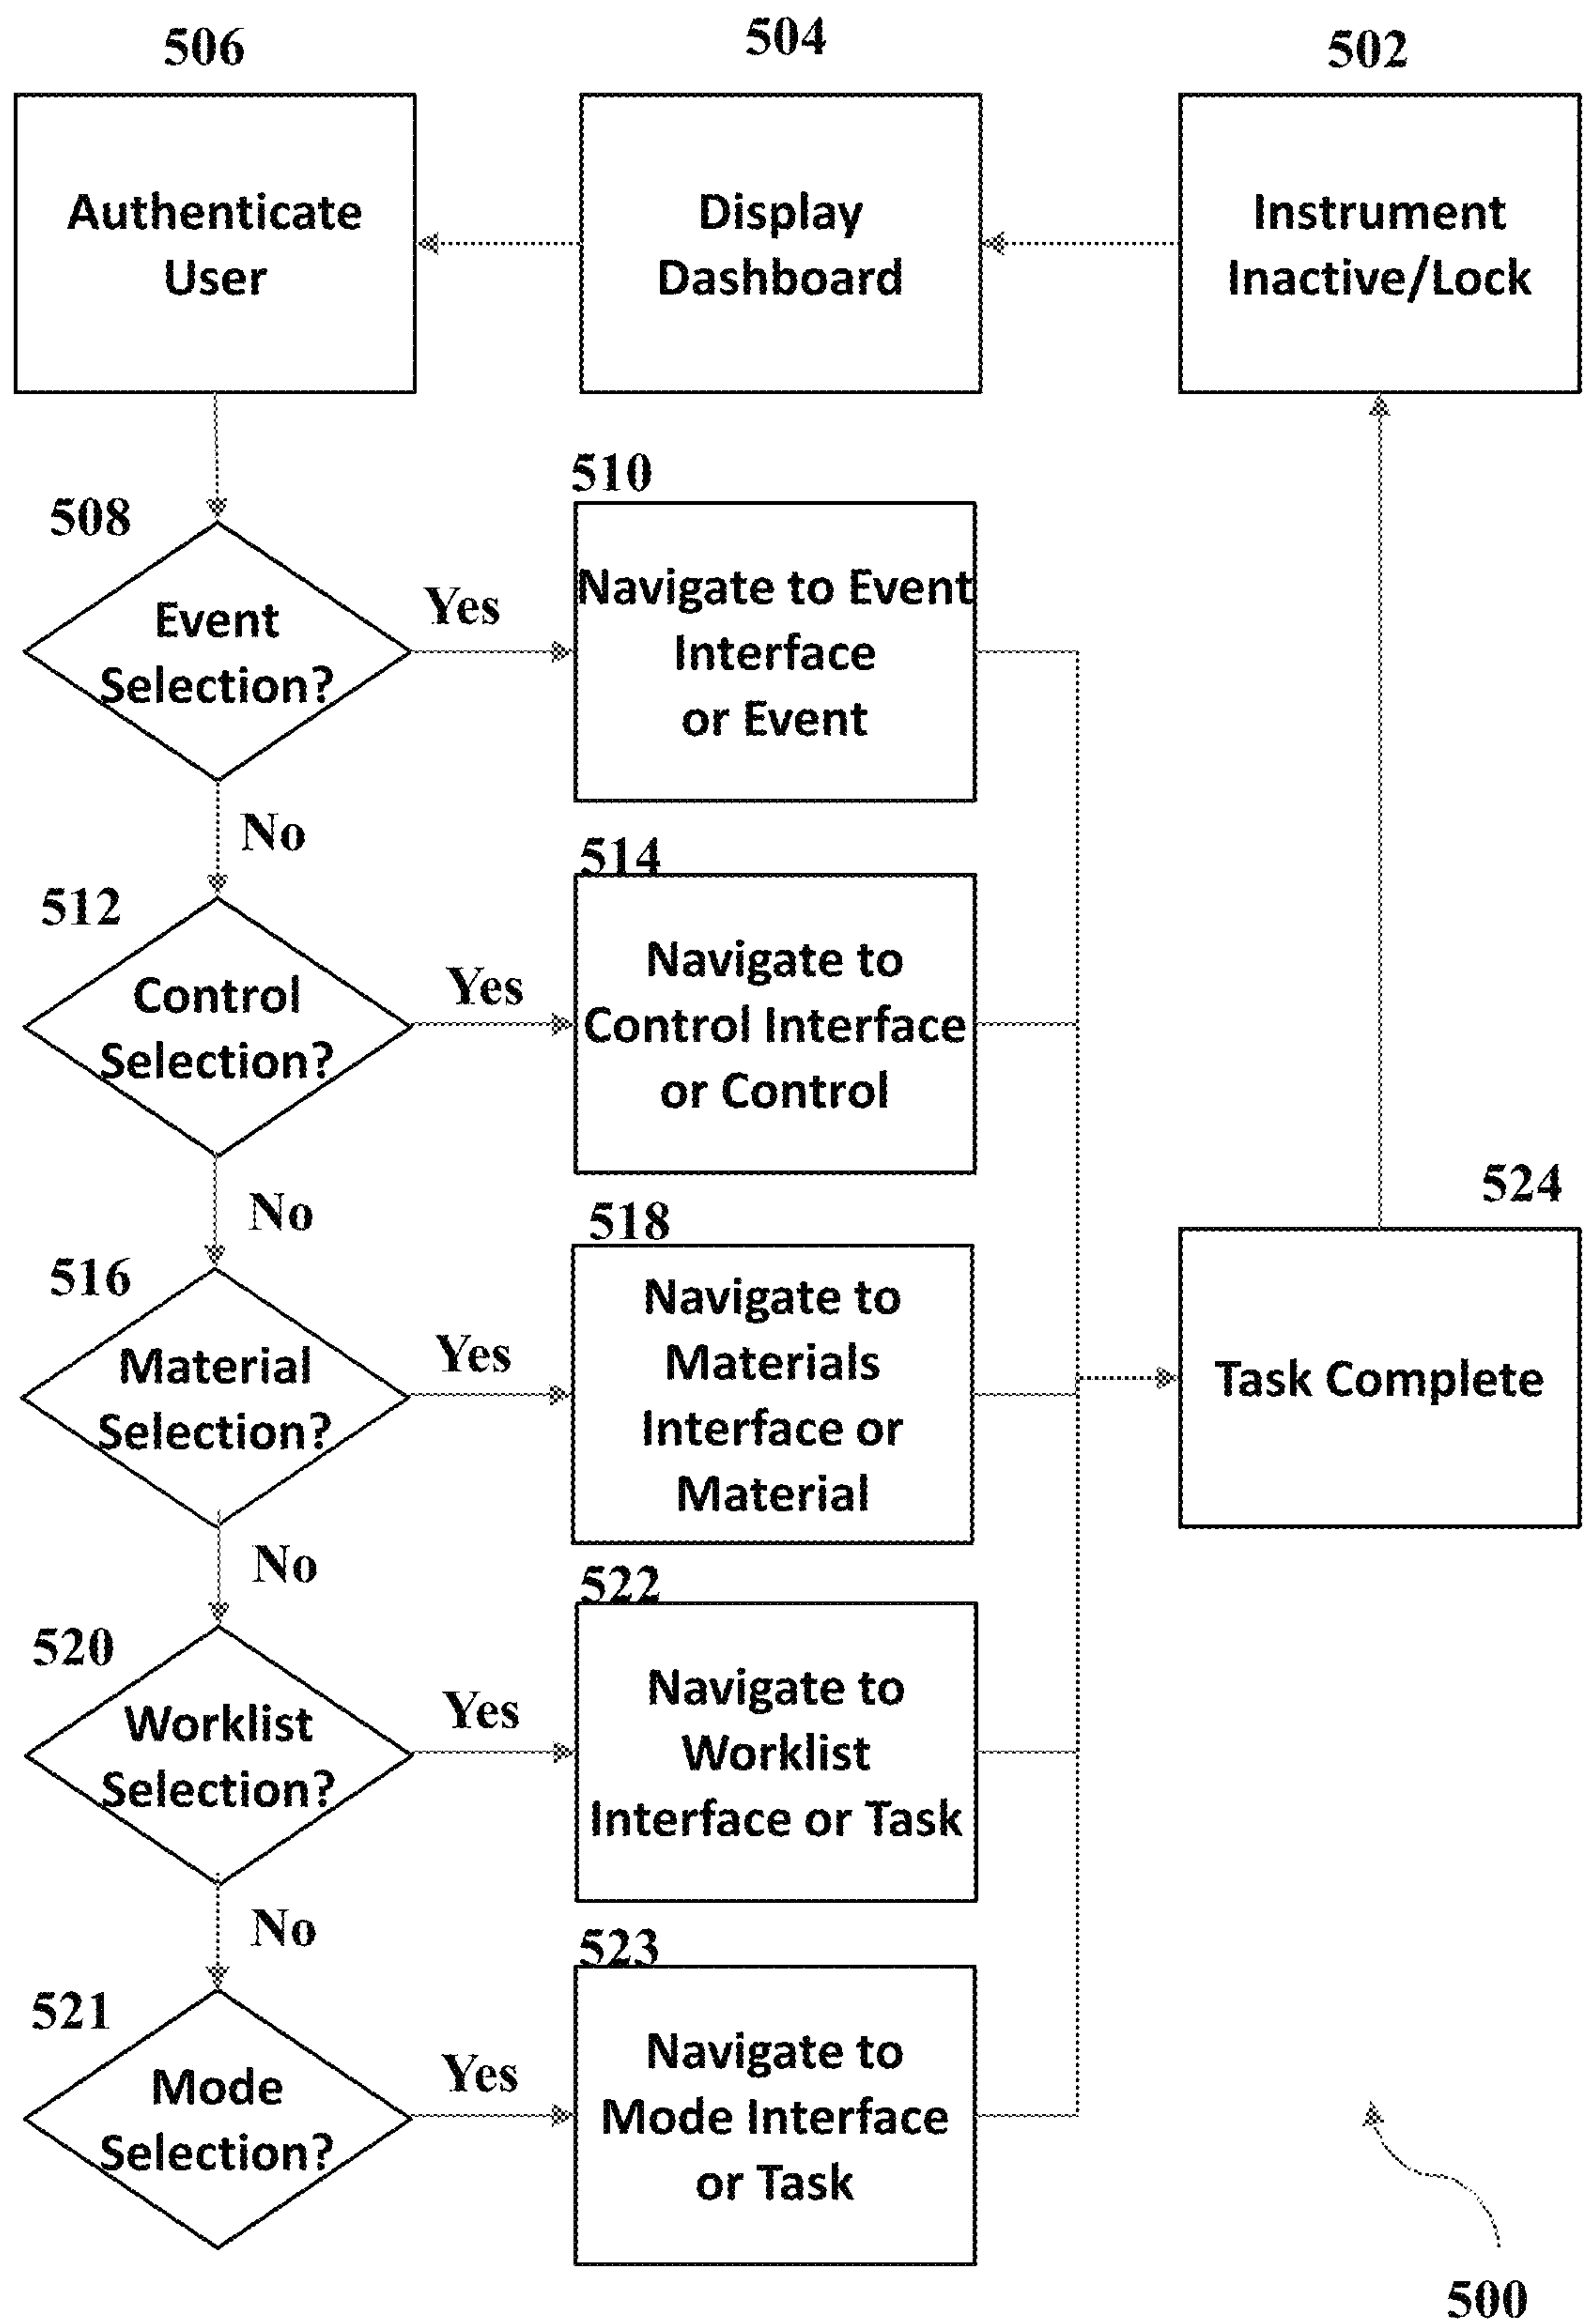 506
504
502
Authenticate
User
Display
Dashboard
Instrument
Inactive/Lock
508
Event
Selection?
Yes
510
Navigate to Event
Interface
or Event
No
512
Control
Selection?
Yes
514
Navigate to
Control Interface
or Control
No
516
Material
Selection?
Yes
518
Navigate to
Materials
Interface or
Material
524
Task Complete
No
520
Worklist
Selection?
Yes
522
Navigate to
Worklist
Interface or Task
No
521
Mode
Selection?
Yes
523
Navigate to
Mode Interface
or Task
500